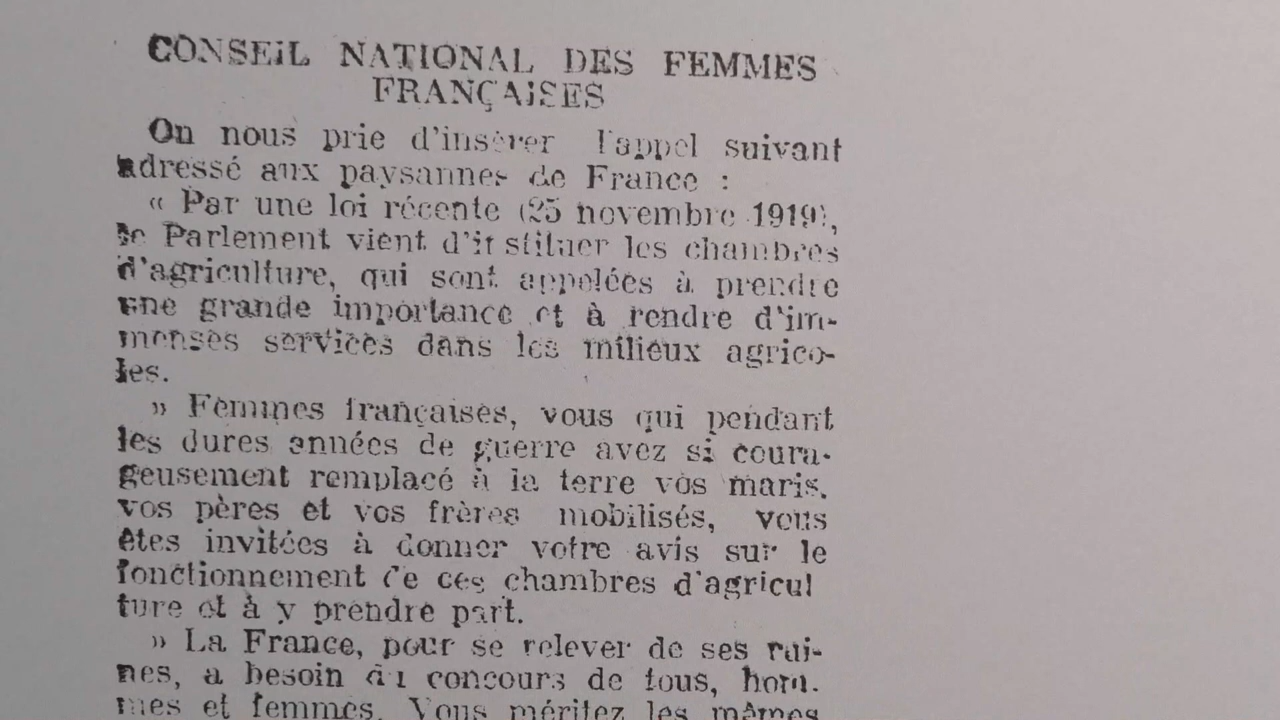 CONSEIL NATIONAL DES FEMMES
FRANÇAISES
On nous prie d'insérer l'appel suivant
adressé aux paysannes de France :
« Par une loi récente (25 novembre 1919),
le Parlement vient d'instituer les chambres
d'agriculture, qui sont appelées à prendre
une grande importance et à rendre d'im-
menses services dans les milieux agrico-
les.
» Femmes françaises, vous qui pendant
les dures années de guerre avez si coura-
geusement remplacé à la terre vos maris,
vos pères et vos frères mobilisés, vous
êtes invitées à donner votre avis sur le
fonctionnement de ces chambres d'agricul
ture et à y prendre part.
» La France, pour se relever de ses rui-
nes, a besoin du concours de tous, hom-
mes et femmes. Vous méritez les mêmes